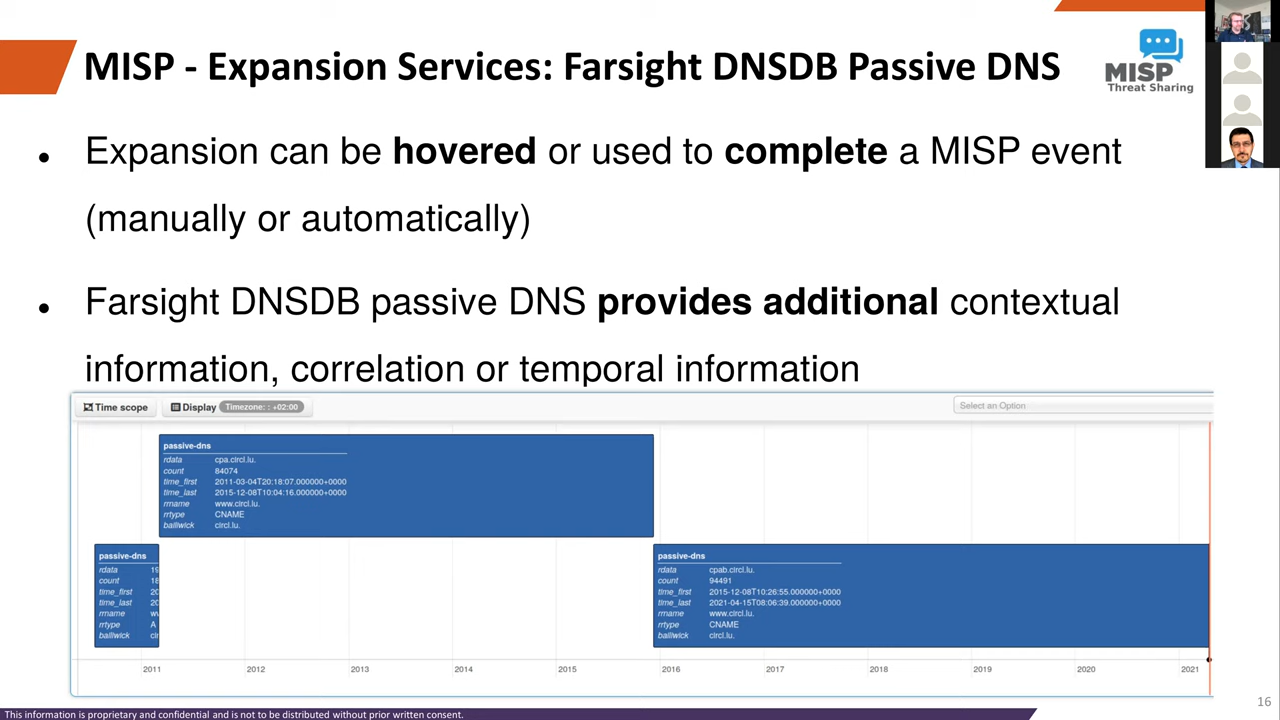 MISP - Expansion Services: Farsight DNSDB Passive DNS
MISP
Threat Sharing
● Expansion can be hovered or used to complete a MISP event
(manually or automatically)
● Farsight DNSDB passive DNS provides additional contextual
information, correlation or temporal information
Time scope
Display Timezone: : +02:00
Select an Option
passive-dns
rdata cpa.circl.lu.
count 84074
time_first 2011-03-04T20:18:07.000000+0000
time_last 2015-12-08T10:04:16.000000+0000
rrname www.circl.lu.
rrtype CNAME
bailiwick circl.lu.
passive-dns
rdata 19
count 18
time_first 20
time_last 20
rrname
rrtype A
bailiwick
passive-dns
rdata cpab.circl.lu.
count 94491
time_first 2015-12-08T10:26:55.000000+0000
time_last 2021-04-15T08:06:39.000000+0000
rrname www.circl.lu.
rrtype CNAME
bailiwick circl.lu.
2011 2012 2013 2014 2015 2016 2017 2018 2019 2020 2021
16
This information is proprietary and confidential and is not to be distributed without prior written consent.